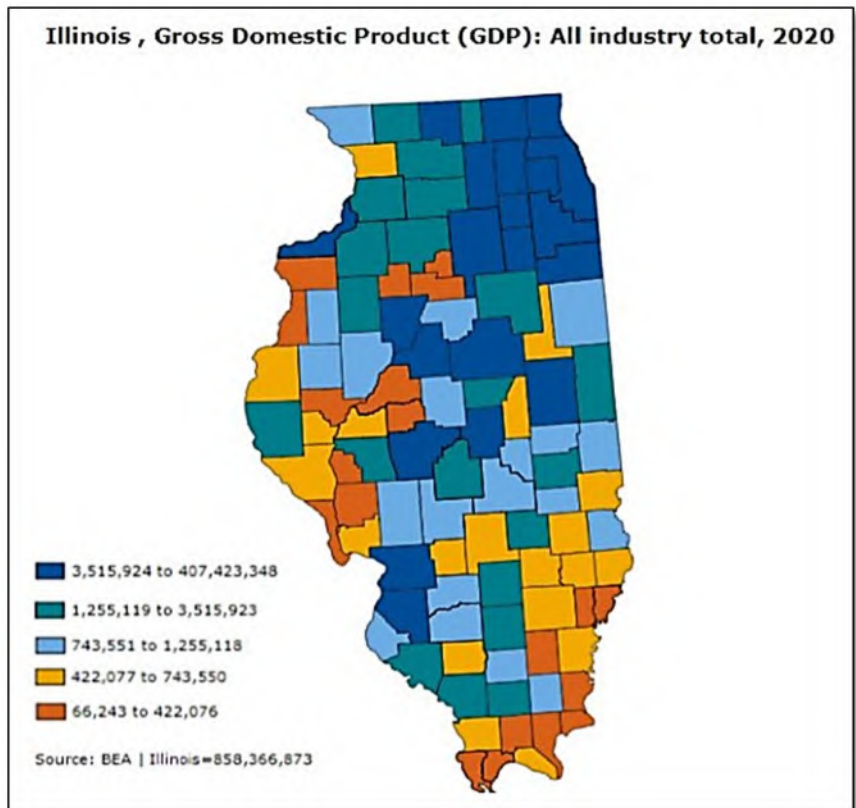 Illinois , Gross Domestic Product (GDP): All industry total, 2020
3,515,924 to 407,423,348
1,255,119 to 3,515,923
743,551 to 1,255,118
422,077 to 743,550
66,243 to 422,076
Source: BEA | Illinois=858,366,873